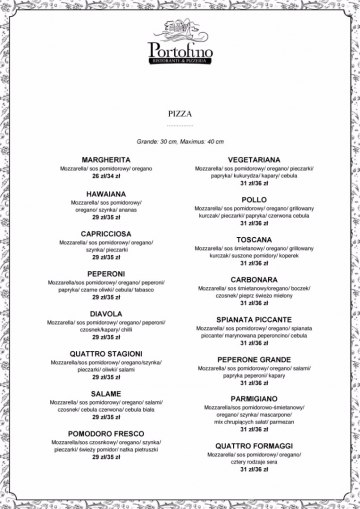 Portofino
RISTORANTE & PIZZERIA
PIZZA
Grande: 30 cm, Maximus: 40 cm
MARGHERITA
Mozzarella/ sos pomidorowy/ oregano
26 zł/34 zł
HAWAIANA
Mozzarella/ sos pomidorowy/
oregano/ szynka/ ananas
29 zł/35 zł
CAPRICCIOSA
Mozzarella/ sos pomidorowy/ oregano/
szynka/ pieczarki
29 zł/35 zł
PEPERONI
Mozzarella/ sos pomidorowy/ oregano/ peperoni/
papryka/ czarne oliwki/ cebula/ tabasco
29 zł/35 zł
DIAVOLA
Mozzarella/ sos pomidorowy/ oregano/ peperoni/
czosnek/kapary/ chilli
29 zł/35 zł
QUATTRO STAGIONI
Mozzarella/ sos pomidorowy/ oregano/szynka/
pieczarki/ oliwki/ salami
29 zł/35 zł
SALAME
Mozzarella/ sos pomidorowy/ oregano/ salami/
czosnek/ cebula czerwona/ cebula biała
29 zł/35 zł
POMODORO FRESCO
Mozzarella/sos czosnkowy/ oregano/ szynka/
pieczarki/ świeży pomidor/ natka pietruszki
29 zł/35 zł
VEGETARIANA
Mozzarella/ sos pomidorowy/ oregano/ pieczarki/
papryka/ kukurydza/ kapary/ cebula
31 zł/36 zł
POLLO
Mozzarella/ sos pomidorowy/ oregano/ grillowany
kurczak/ pieczarki/ papryka/ czerwona cebula
31 zł/36 zł
TOSCANA
Mozzarella/ sos śmietanowy/ oregano/ grillowany
kurczak/ suszone pomidory/ koperek
31 zł/36 zł
CARBONARA
Mozzarella/ sos śmietanowy/oregano/ boczek/
czosnek/ pieprz świeżo mielony
31 zł/36 zł
SPIANATA PICCANTE
Mozzarella/ sos pomidorowy/ oregano/ spianata
piccante/ marynowana peperoncino/ cebula
31 zł/36 zł
PEPERONE GRANDE
Mozzarella/ sos pomidorowy/ oregano/ salami/
papryka peperoni/ kapary
31 zł/36 zł
PARMIGIANO
Mozzarella/sos pomidorowo-śmietanowy/
oregano/ szynka/ mascarpone/
mix chrupiących sałat/ parmezan
31 zł/36 zł
QUATTRO FORMAGGI
Mozzarella/ sos pomidorowy/ oregano/
cztery rodzaje sera
31 zł/36 zł